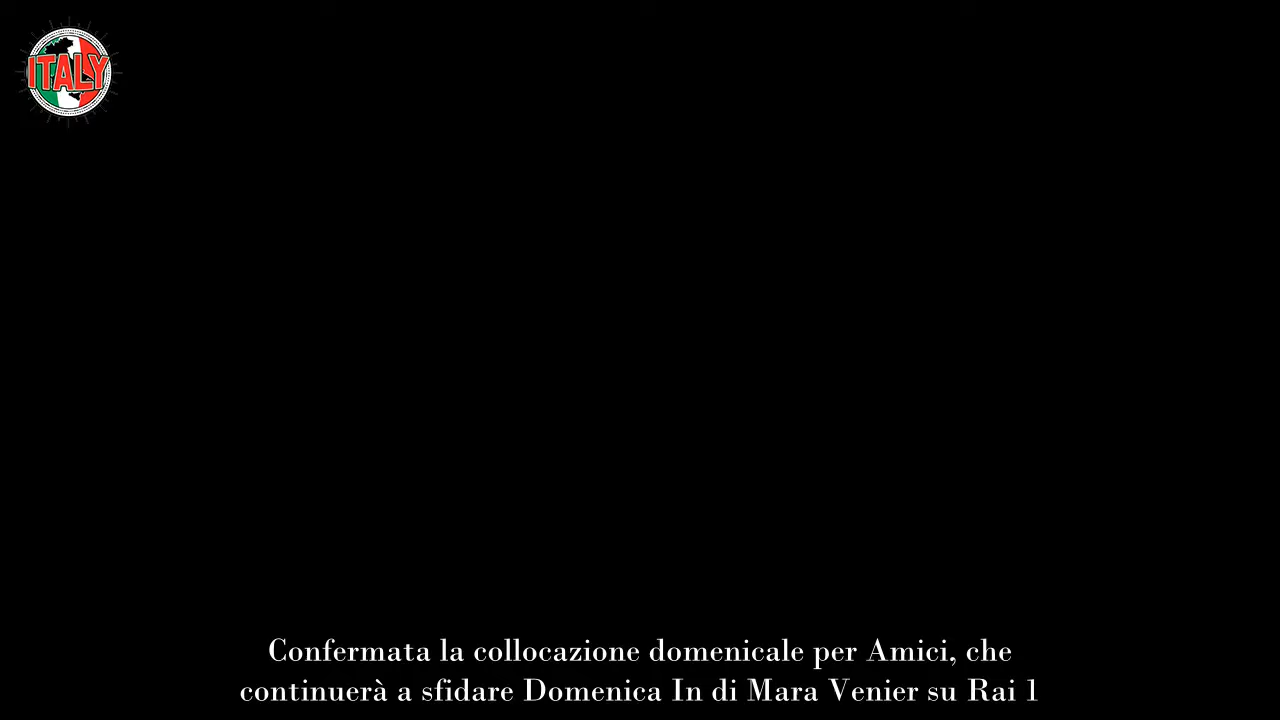 ITALY
Confermata la collocazione domenicale per Amici, che
continuerà a sfidare Domenica In di Mara Venier su Rai 1